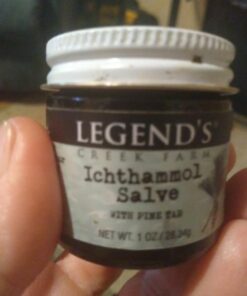 LEGEND'S
CREEK FARM
Ichthammol
Salve
WITH PINE TAR
NET WT. 1 OZ / 28.34g